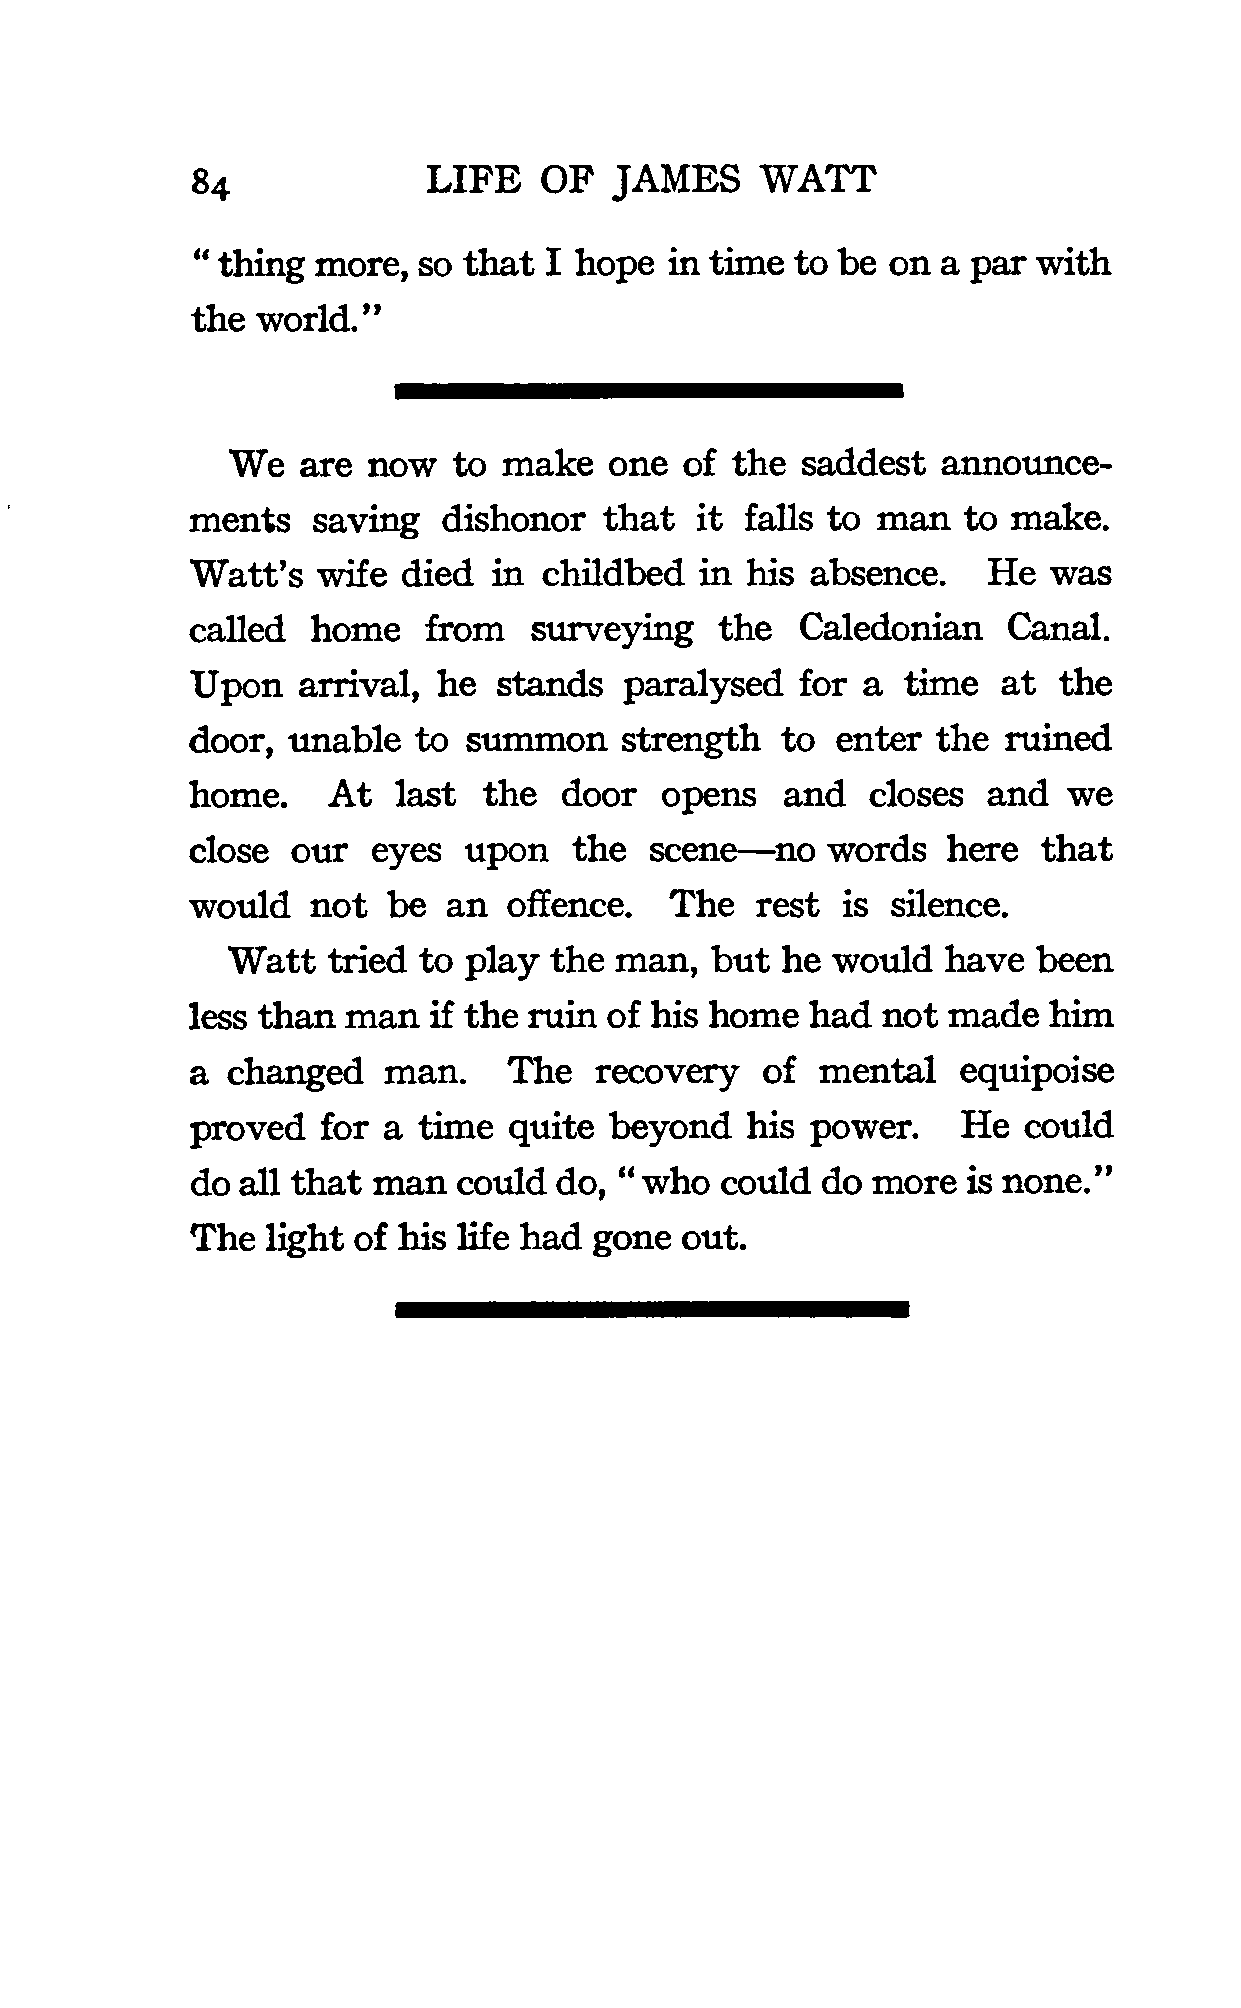 84 LIFE OF JAMES WATT
" thing more, so that I hope in time to be on a par with
the world."
We are now to make one of the saddest announce-
ments saving dishonor that it falls to man to make.
Watt's wife died in childbed in his absence. He was
called home from surveying the Caledonian Canal.
Upon arrival, he stands paralysed for a time at the
door, unable to summon strength to enter the ruined
home. At last the door opens and closes and we
close our eyes upon the scene—no words here that
would not be an offence. The rest is silence.
Watt tried to play the man, but he would have been
less than man if the ruin of his home had not made him
a changed man. The recovery of mental equipoise
proved for a time quite beyond his power. He could
do all that man could do, "who could do more is none."
The light of his life had gone out.